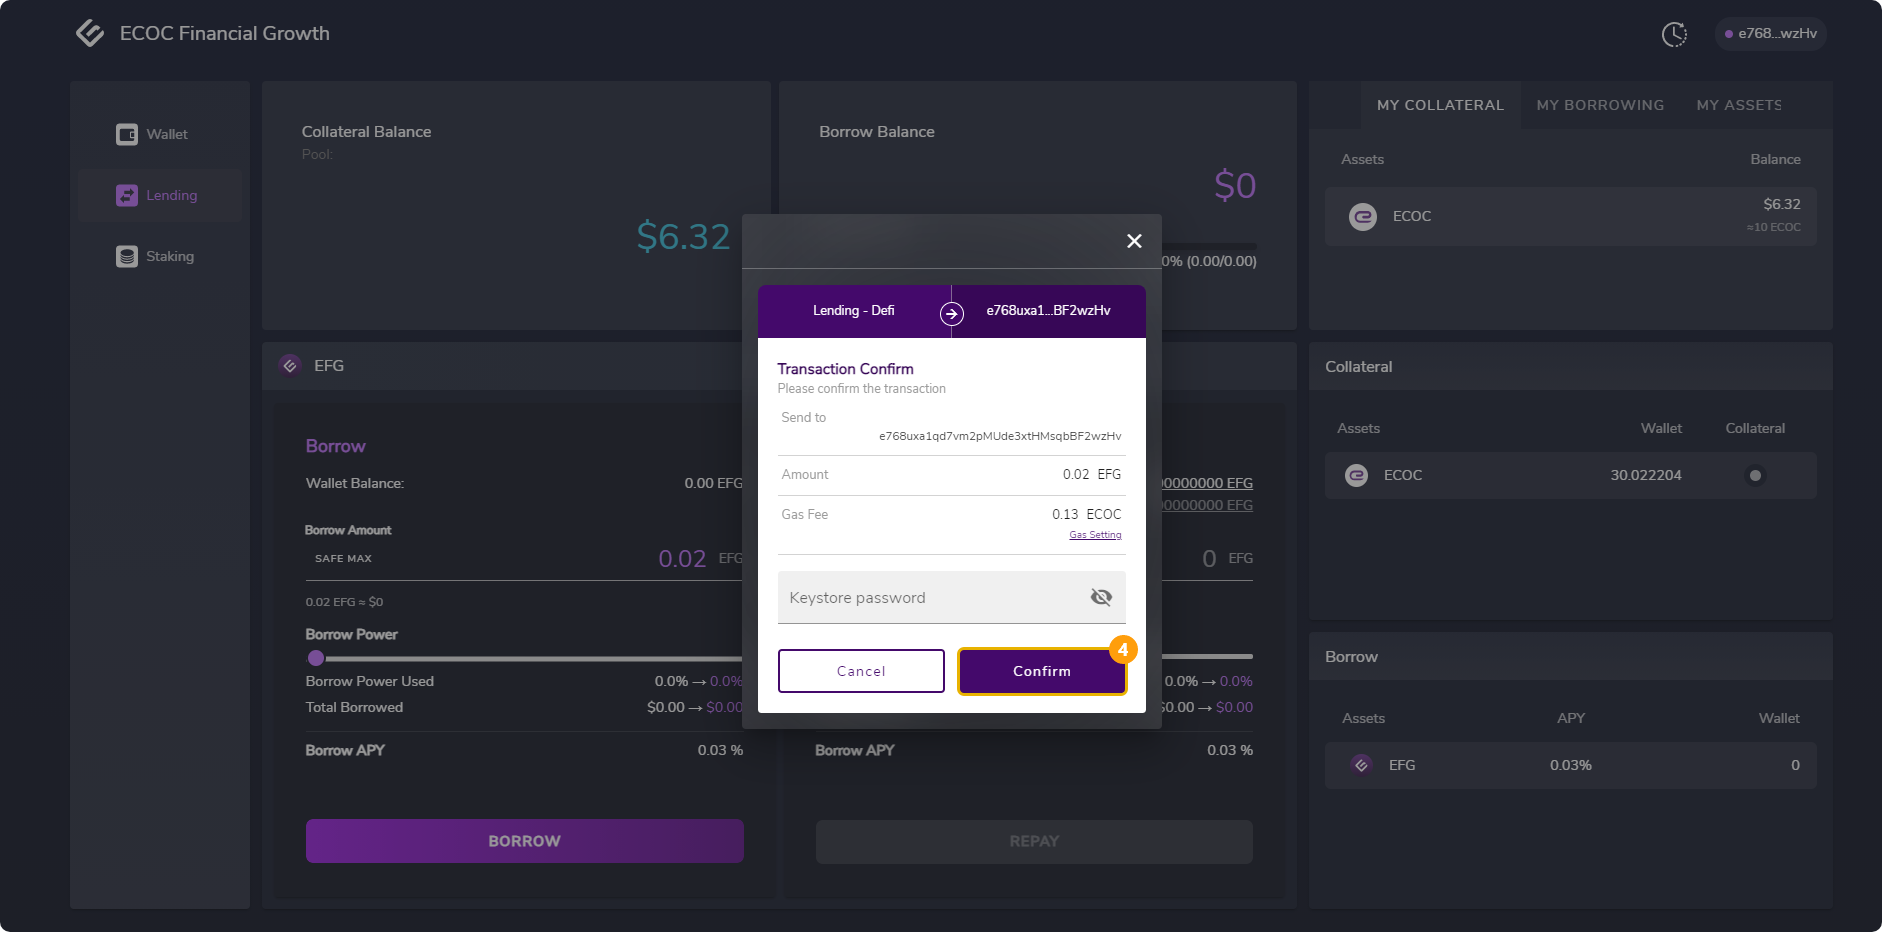 ECOC Financial Growth
e768...wzHv
Wallet
Lending
Staking
Collateral Balance
Pool:
$6.32
Borrow Balance
$0
0% (0.00/0.00)
MY COLLATERAL
MY BORROWING
MY ASSETS
Assets
Balance
ECOC
$6.32
≈10 ECOC
EFG
Borrow
Wallet Balance:
0.00 EFG
Borrow Amount
SAFE MAX
0.02 EFG
0.02 EFG ≈ $0
Borrow Power
Borrow Power Used
0.0% → 0.0%
Total Borrowed
$0.00 → $0.00
Borrow APY
0.03 %
BORROW
Lending - Defi
e768uxa1...BF2wzHv
Transaction Confirm
Please confirm the transaction
Send to
e768uxa1qd7vm2pMUde3xtHMsqbBF2wzHv
Amount
0.02 EFG
Gas Fee
0.13 ECOC
Gas Setting
Keystore password
Cancel
Confirm
4
00000000 EFG
00000000 EFG
0 EFG
0.0% → 0.0%
$0.00 → $0.00
Borrow APY
0.03 %
REPAY
Collateral
Assets
Wallet
Collateral
ECOC
30.022204
Borrow
Assets
APY
Wallet
EFG
0.03%
0